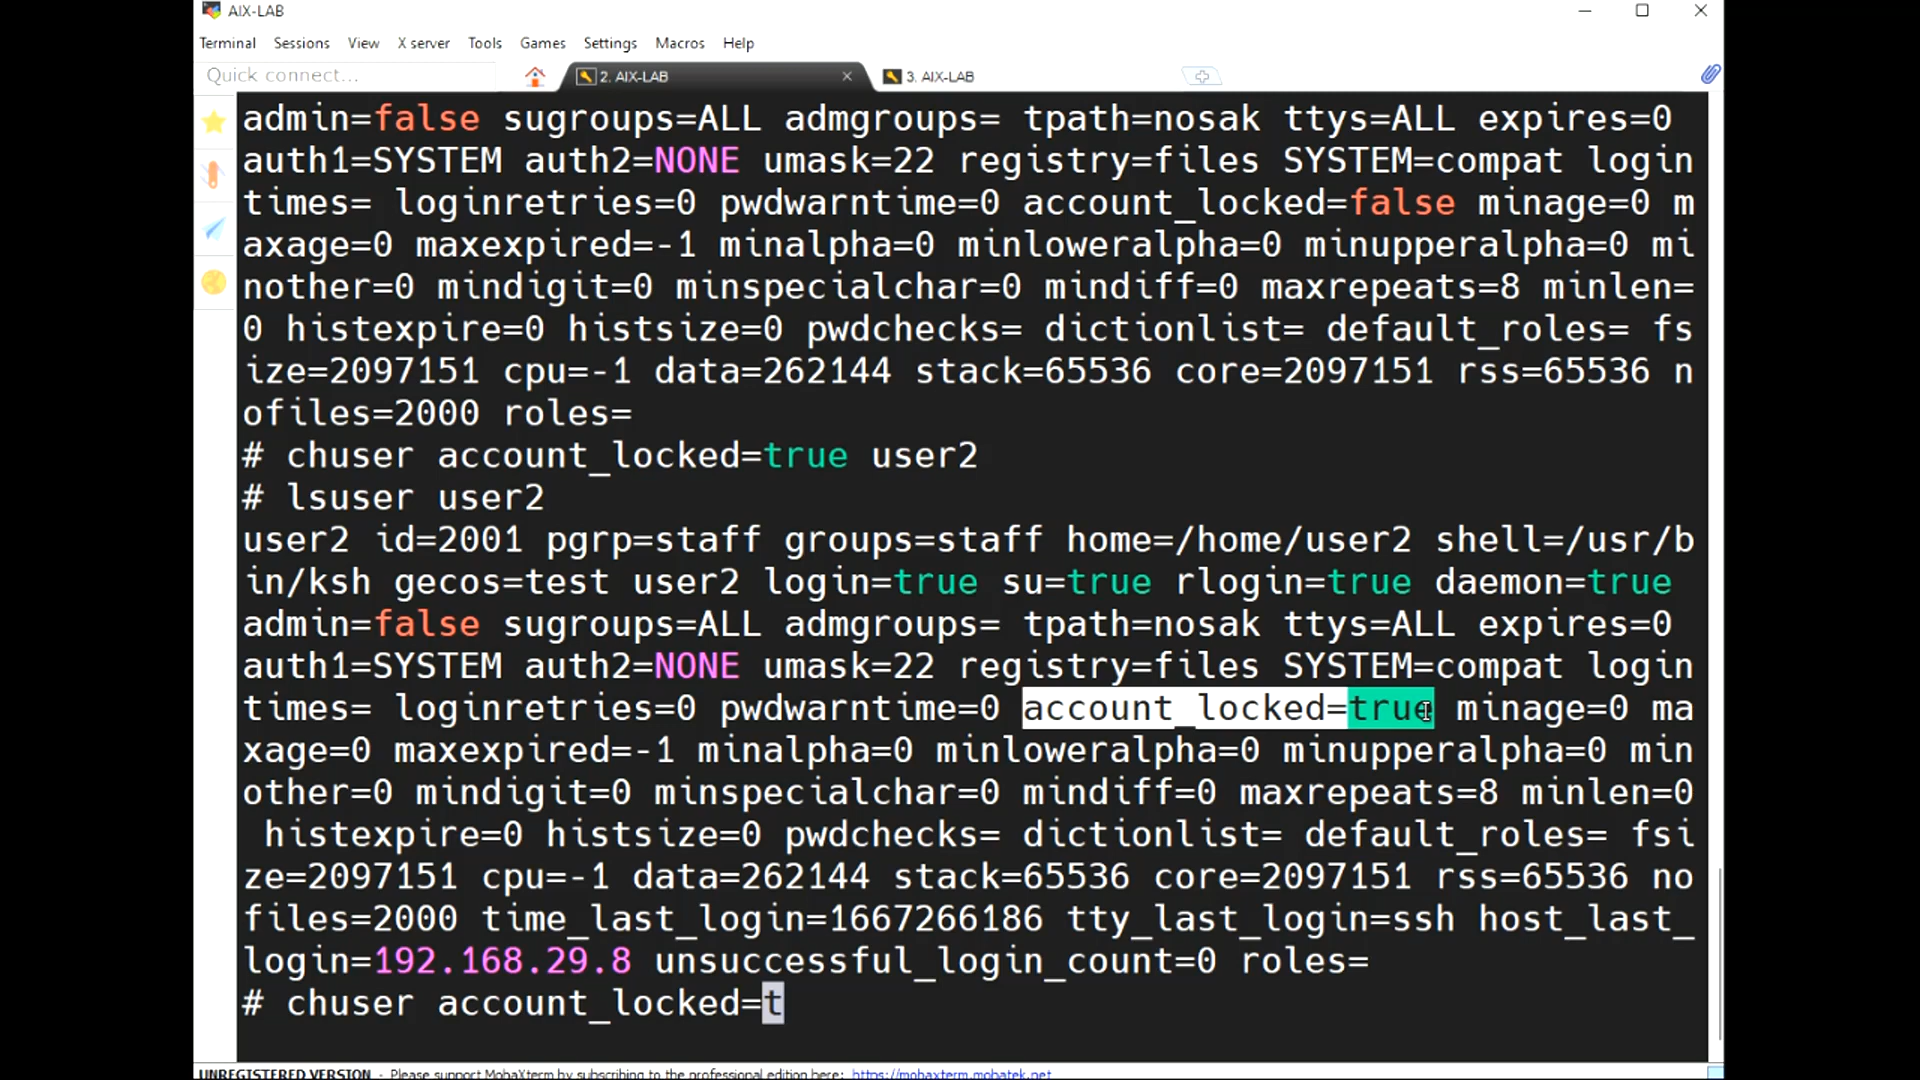 AIX-LAB
Terminal Sessions View X server Tools Games Settings Macros Help
Quick connect... 2. AIX-LAB 3. AIX-LAB
admin=false sugroups=ALL admgroups= tpath=nosak ttys=ALL expires=0
auth1=SYSTEM auth2=NONE umask=22 registry=files SYSTEM=compat login
times= loginretries=0 pwdwarntime=0 account_locked=false minage=0 m
axage=0 maxexpired=-1 minalpha=0 minloweralpha=0 minupperalpha=0 mi
nother=0 mindigit=0 minspecialchar=0 mindiff=0 maxrepeats=8 minlen=
0 histexpire=0 histsize=0 pwdchecks= dictionlist= default_roles= fs
ize=2097151 cpu=-1 data=262144 stack=65536 core=2097151 rss=65536 n
ofiles=2000 roles=
# chuser account_locked=true user2
# lsuser user2
user2 id=2001 pgrp=staff groups=staff home=/home/user2 shell=/usr/b
in/ksh gecos=test user2 login=true su=true rlogin=true daemon=true
admin=false sugroups=ALL admgroups= tpath=nosak ttys=ALL expires=0
auth1=SYSTEM auth2=NONE umask=22 registry=files SYSTEM=compat login
times= loginretries=0 pwdwarntime=0 account_locked=true minage=0 ma
xage=0 maxexpired=-1 minalpha=0 minloweralpha=0 minupperalpha=0 min
other=0 mindigit=0 minspecialchar=0 mindiff=0 maxrepeats=8 minlen=0
 histexpire=0 histsize=0 pwdchecks= dictionlist= default_roles= fsi
ze=2097151 cpu=-1 data=262144 stack=65536 core=2097151 rss=65536 no
files=2000 time_last_login=1667266186 tty_last_login=ssh host_last_
login=192.168.29.8 unsuccessful_login_count=0 roles=
# chuser account_locked=t
UNREGISTERED VERSION - Please support MobaXterm by subscribing to the professional edition here: https://mobaxterm.mobatek.net